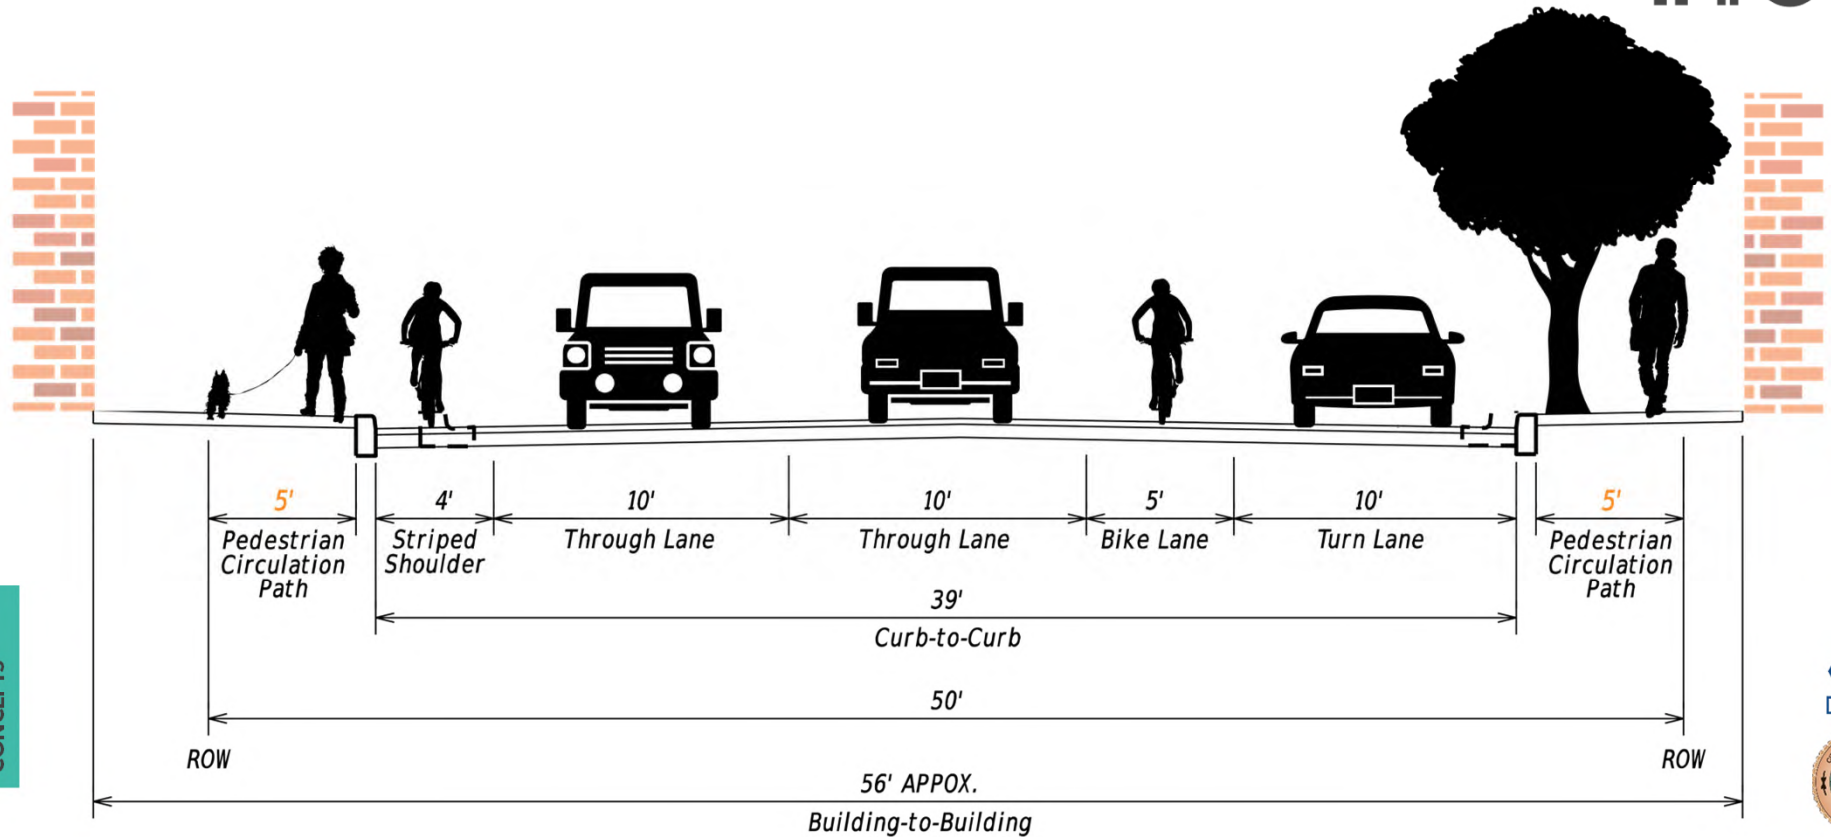 5'
4'
10'
10'
5'
10'
5'
Pedestrian
Circulation
Path
Striped
Shoulder
Through Lane
Through Lane
Bike Lane
Turn Lane
Pedestrian
Circulation
Path
39'
Curb-to-Curb
50'
ROW
ROW
56' APPOX.
Building-to-Building